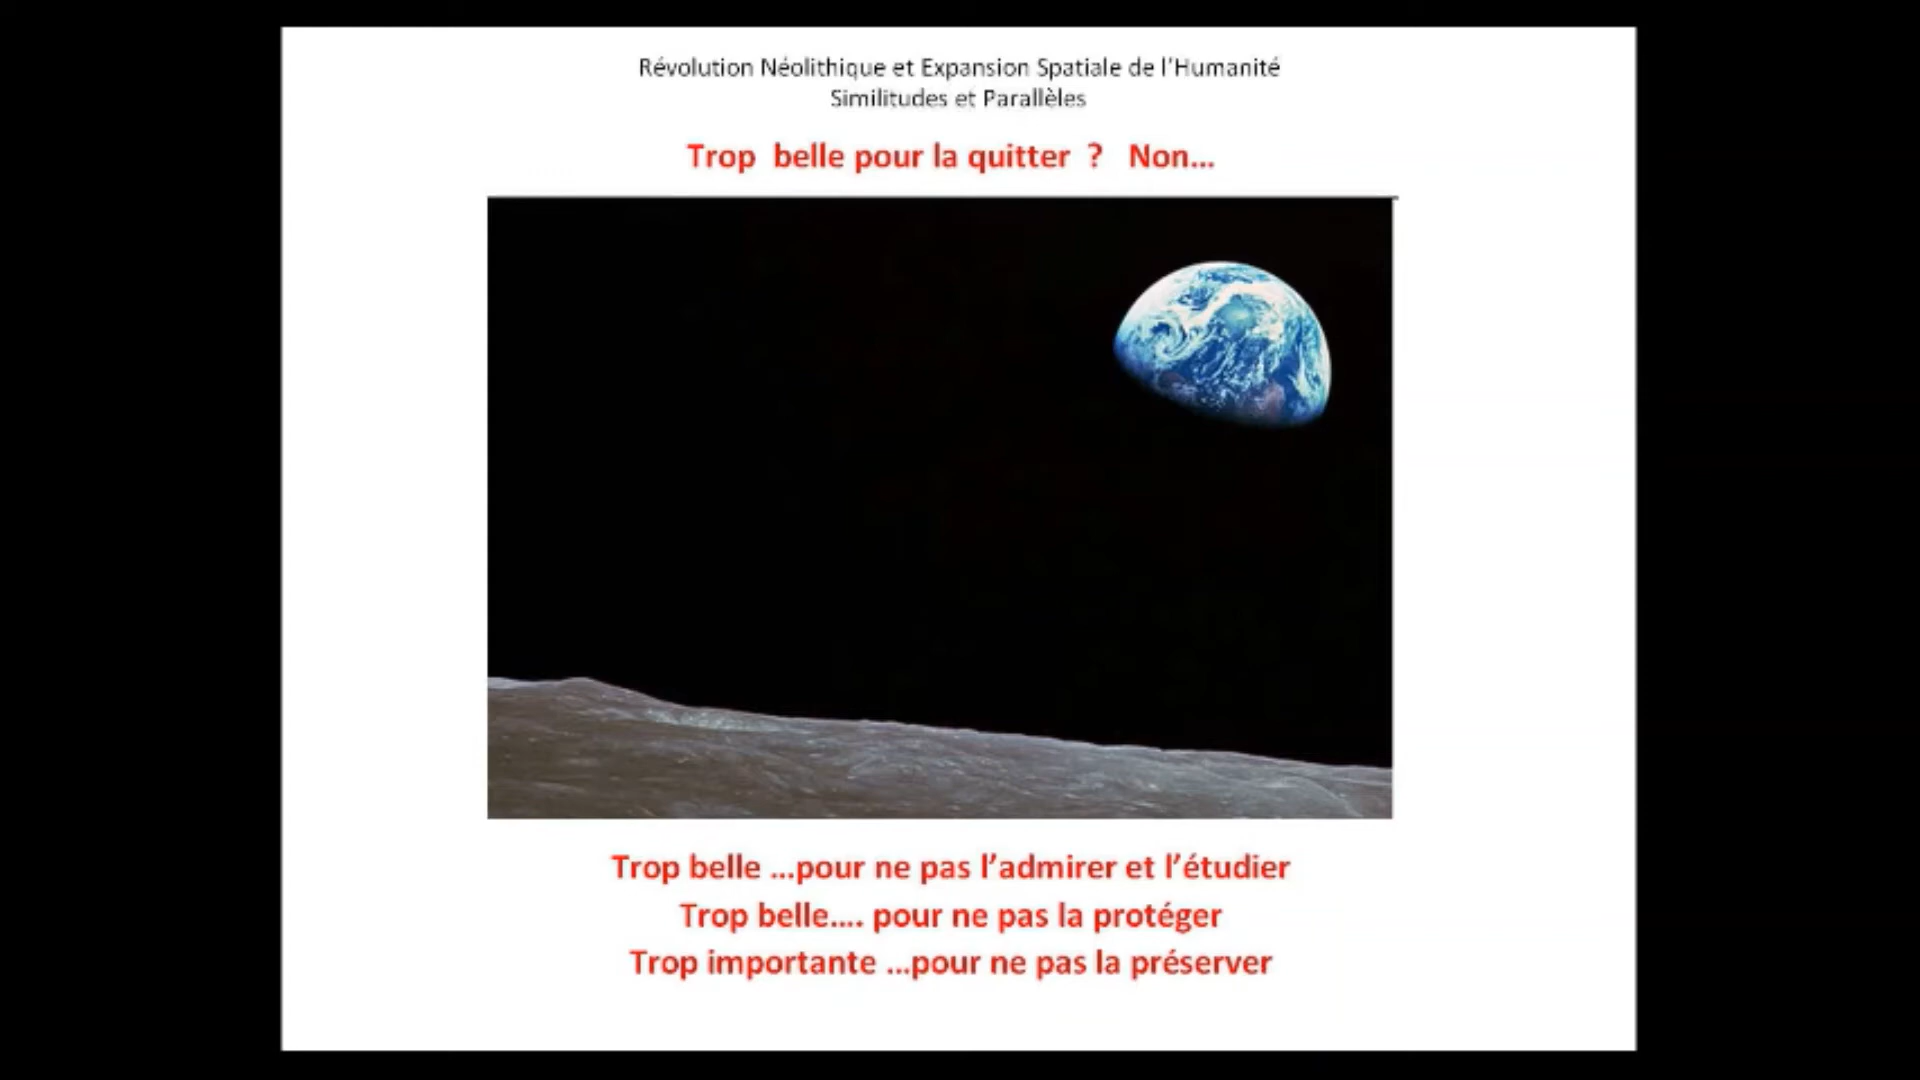 Révolution Néolithique et Expansion Spatiale de l'Humanité
Similitudes et Parallèles
Trop belle pour la quitter ? Non...
Trop belle ...pour ne pas l'admirer et l'étudier
Trop belle.... pour ne pas la protéger
Trop importante ...pour ne pas la préserver